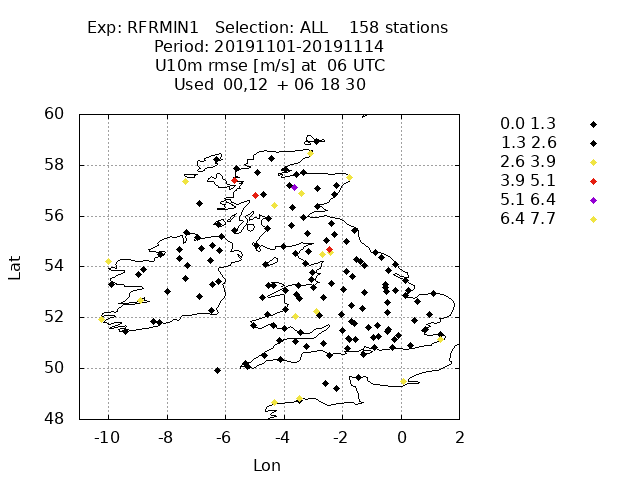 Exp: RFRMIN1 Selection: ALL 158 stations
Period: 20191101-20191114
U10m rmse [m/s] at 06 UTC
Used 00,12 + 06 18 30
0.0 1.3
1.3 2.6
2.6 3.9
3.9 5.1
5.1 6.4
6.4 7.7
60
58
56
54
52
50
48
Lat
-10 -8 -6 -4 -2 0 2
Lon